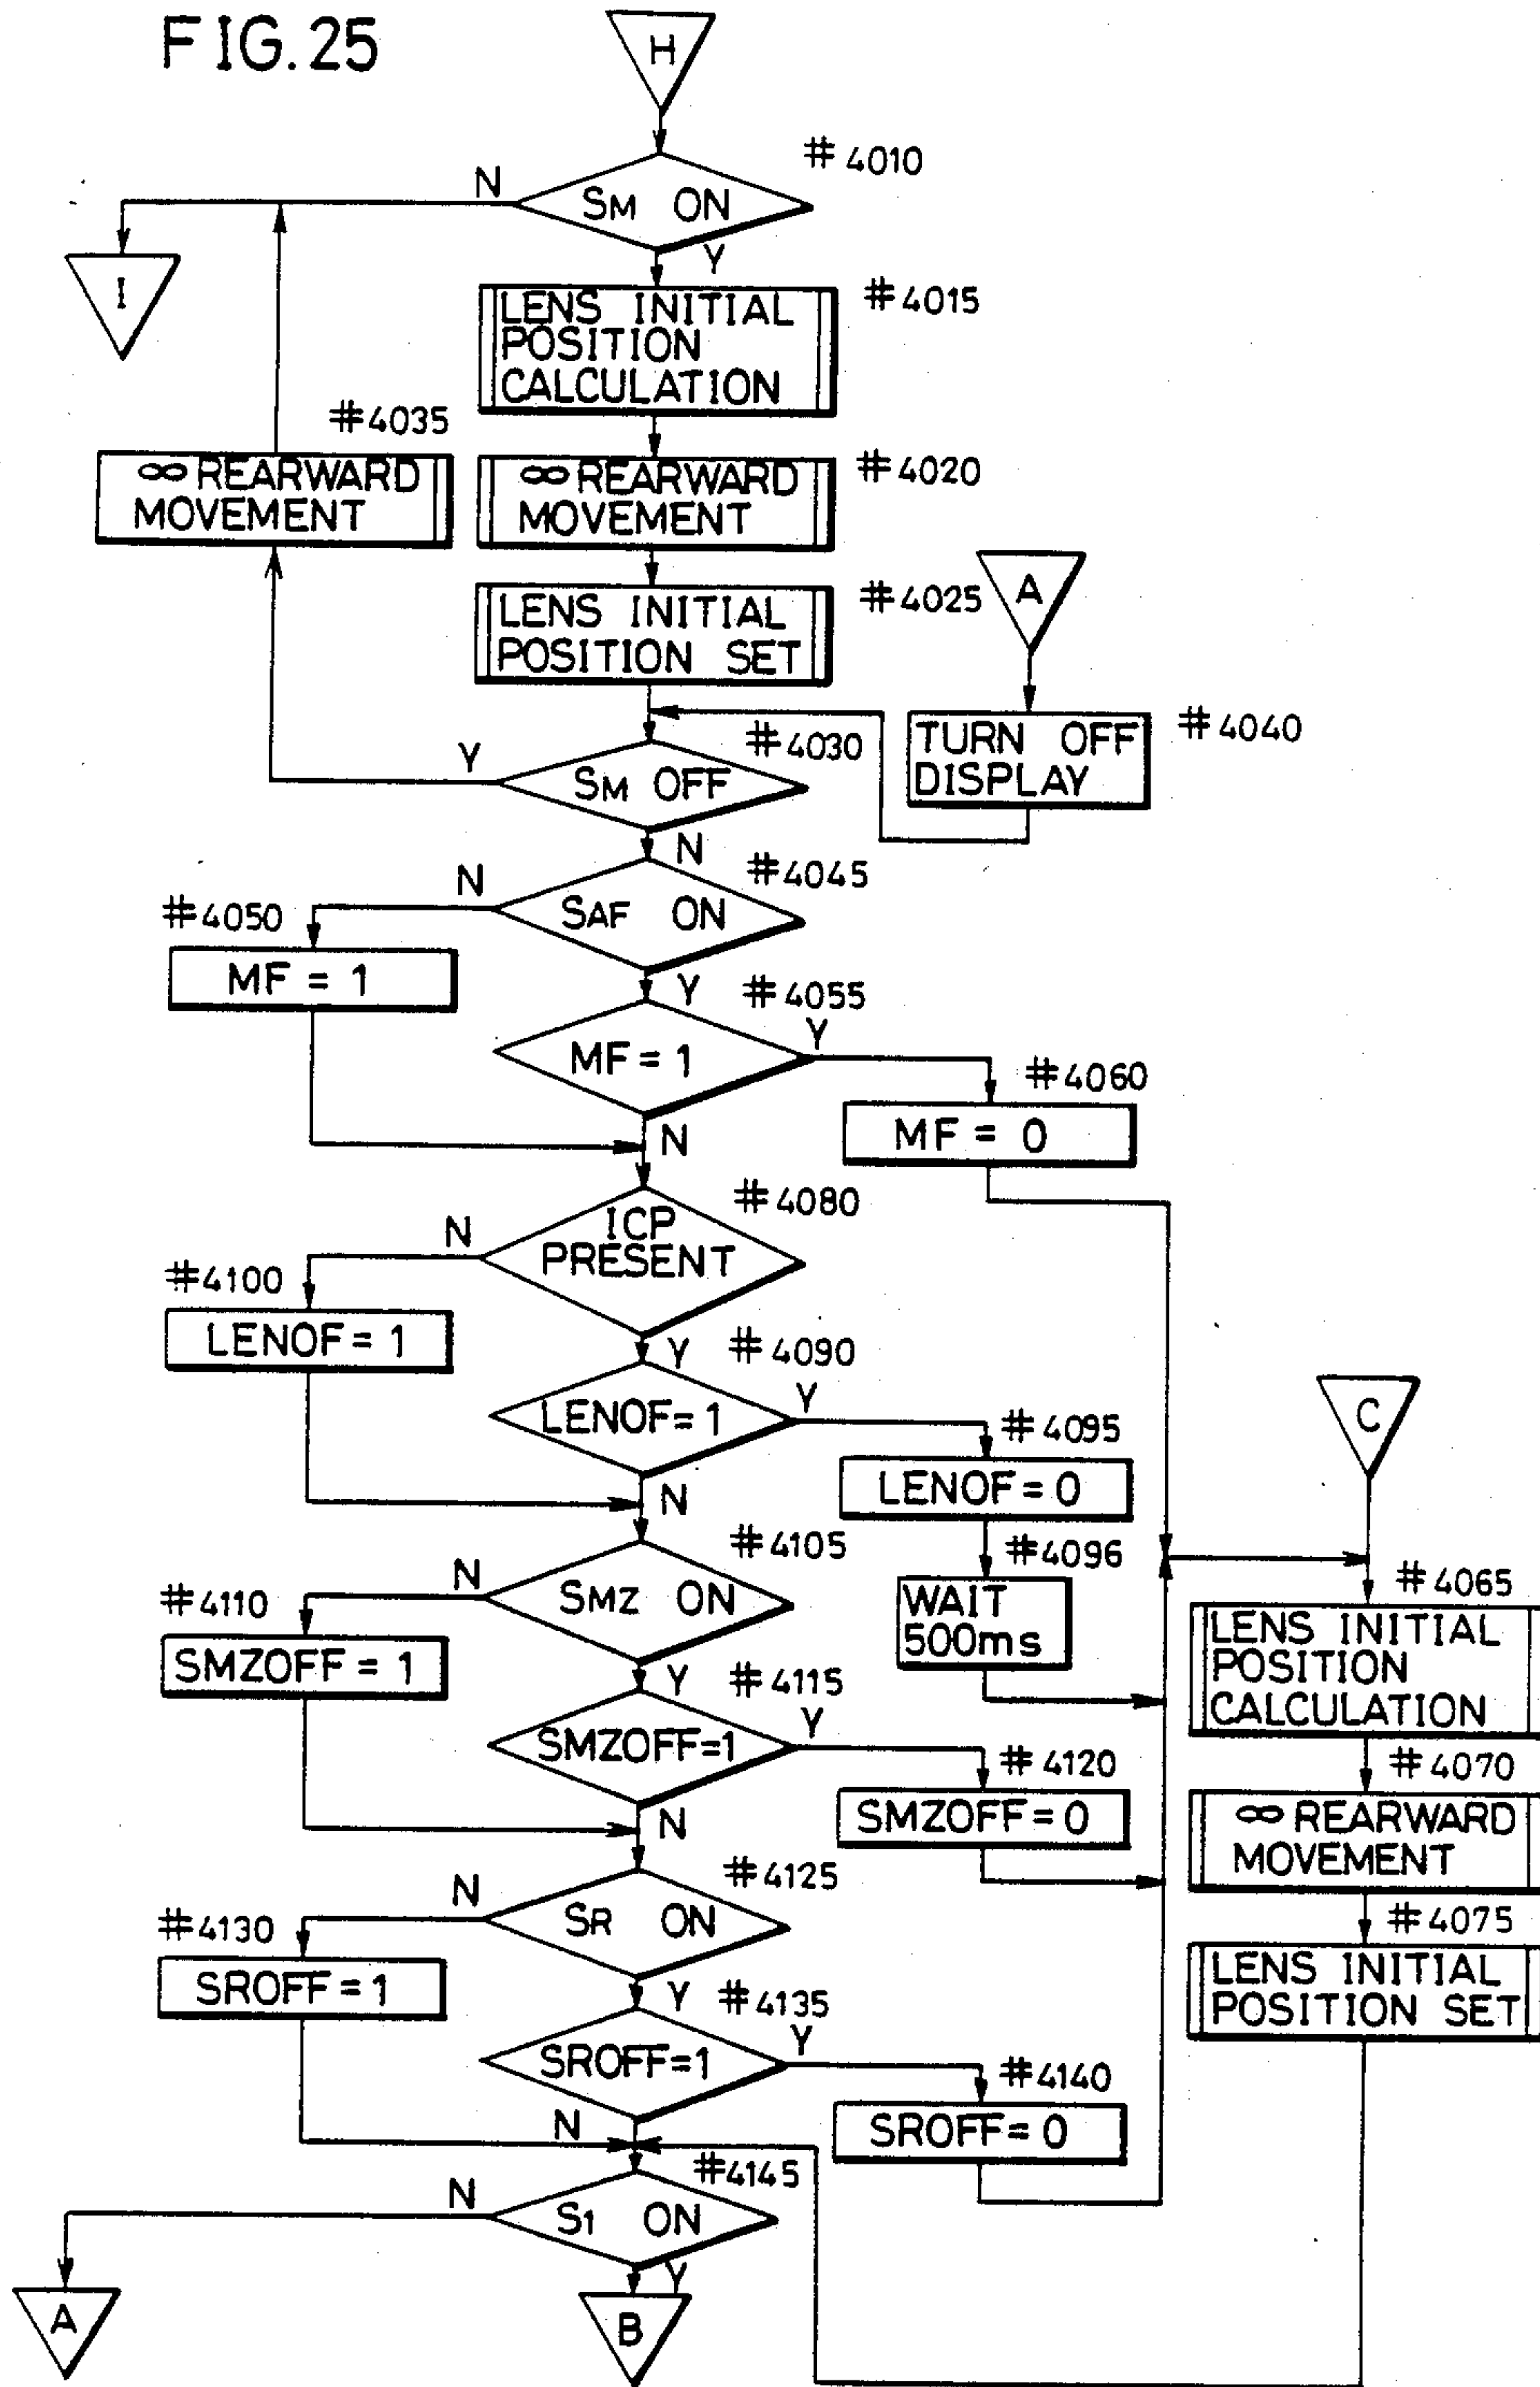 FIG. 25
H
#4010
N
SM ON
Y
I
LENS INITIAL
POSITION
CALCULATION
#4015
#4035
∞ REARWARD
MOVEMENT
∞ REARWARD
MOVEMENT
#4020
LENS INITIAL
POSITION SET
#4025
A
TURN OFF
DISPLAY
#4040
#4030
Y
SM OFF
N
#4045
N
SAF ON
#4050
MF = 1
Y
#4055
Y
MF = 1
#4060
MF = 0
N
#4080
N
ICP
PRESENT
#4100
LENOF = 1
Y
#4090
Y
LENOF = 1
C
#4095
LENOF = 0
N
#4105
#4096
N
SMZ ON
WAIT
500ms
#4065
LENS INITIAL
POSITION
CALCULATION
#4110
SMZOFF = 1
Y
#4115
Y
SMZOFF=1
#4120
SMZOFF = 0
#4070
∞ REARWARD
MOVEMENT
N
#4125
N
SR ON
#4130
SROFF = 1
#4075
LENS INITIAL
POSITION SET
Y
#4135
Y
SROFF=1
#4140
SROFF = 0
N
#4145
N
S1 ON
Y
A
B